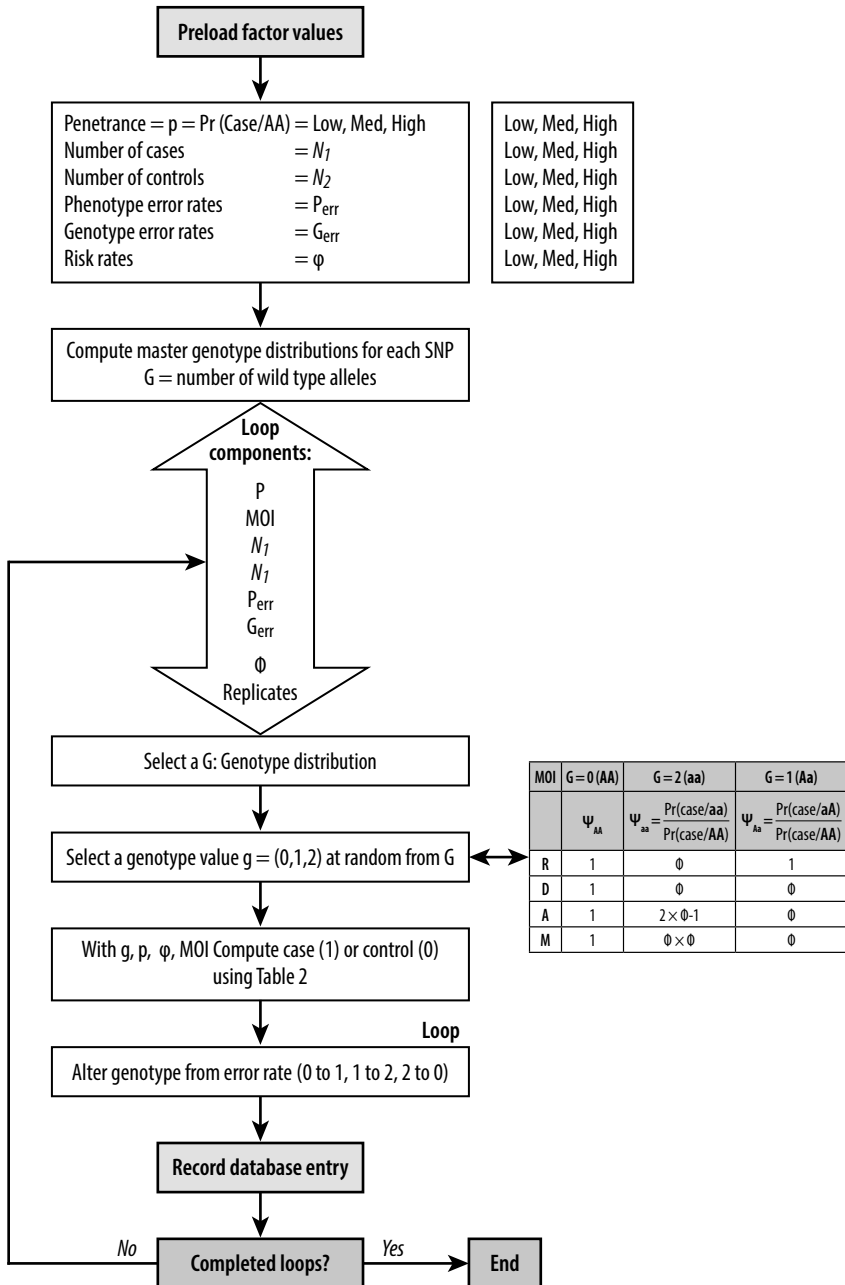 Preload factor values
Penetrance = p = Pr (Case/AA) = Low, Med, High
Number of cases = N1
Number of controls = N2
Phenotype error rates = Perr
Genotype error rates = Gerr
Risk rates = φ
Low, Med, High
Low, Med, High
Low, Med, High
Low, Med, High
Low, Med, High
Low, Med, High
Compute master genotype distributions for each SNP
G = number of wild type alleles
Loop
components:
P
MOI
N1
N1
Perr
Gerr
Φ
Replicates
Select a G: Genotype distribution
Select a genotype value g = (0,1,2) at random from G
MOI G = 0 (AA) G = 2 (aa) G = 1 (Aa)
ΨAA Ψaa = Pr(case/aa) / Pr(case/AA) ΨAa = Pr(case/aA) / Pr(case/AA)
R 1 Φ 1
D 1 Φ Φ
A 1 2 × Φ-1 Φ
M 1 Φ × Φ Φ
With g, p, φ, MOI Compute case (1) or control (0)
using Table 2
Loop
Alter genotype from error rate (0 to 1, 1 to 2, 2 to 0)
Record database entry
No
Completed loops?
Yes
End